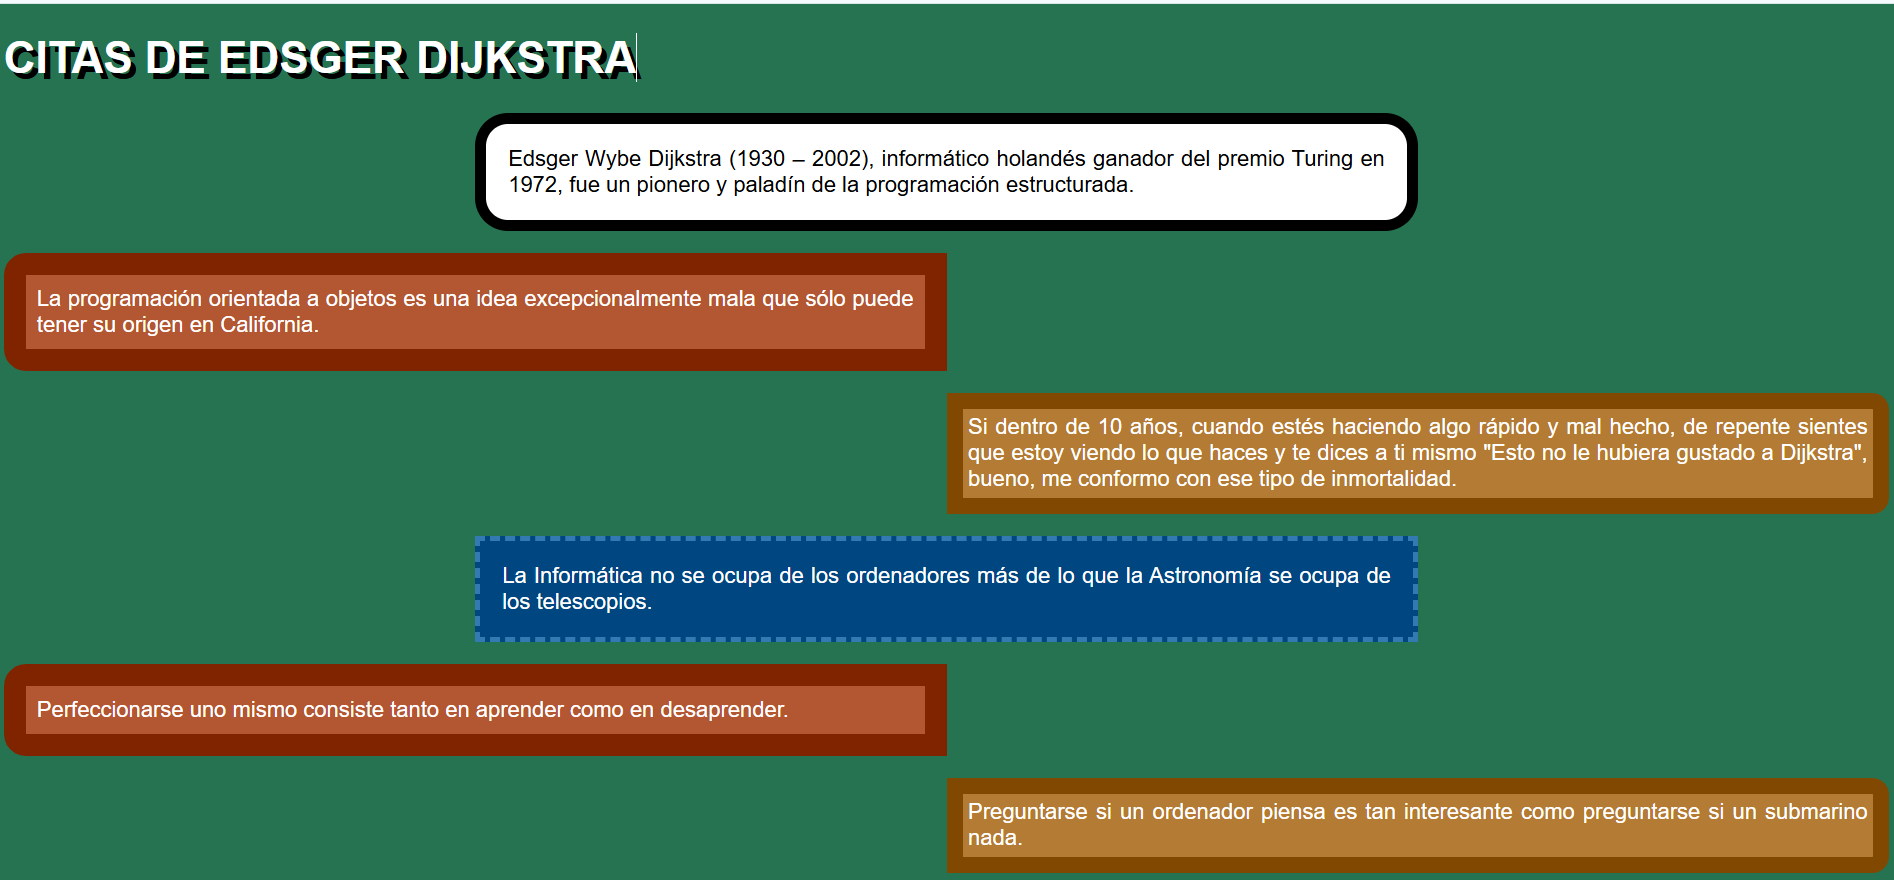 CITAS DE EDSGER DIJKSTRA
Edsger Wybe Dijkstra (1930 – 2002), informático holandés ganador del premio Turing en
1972, fue un pionero y paladín de la programación estructurada.
La programación orientada a objetos es una idea excepcionalmente mala que sólo puede
tener su origen en California.
Si dentro de 10 años, cuando estés haciendo algo rápido y mal hecho, de repente sientes
que estoy viendo lo que haces y te dices a ti mismo "Esto no le hubiera gustado a Dijkstra",
bueno, me conformo con ese tipo de inmortalidad.
La Informática no se ocupa de los ordenadores más de lo que la Astronomía se ocupa de
los telescopios.
Perfeccionarse uno mismo consiste tanto en aprender como en desaprender.
Preguntarse si un ordenador piensa es tan interesante como preguntarse si un submarino
nada.